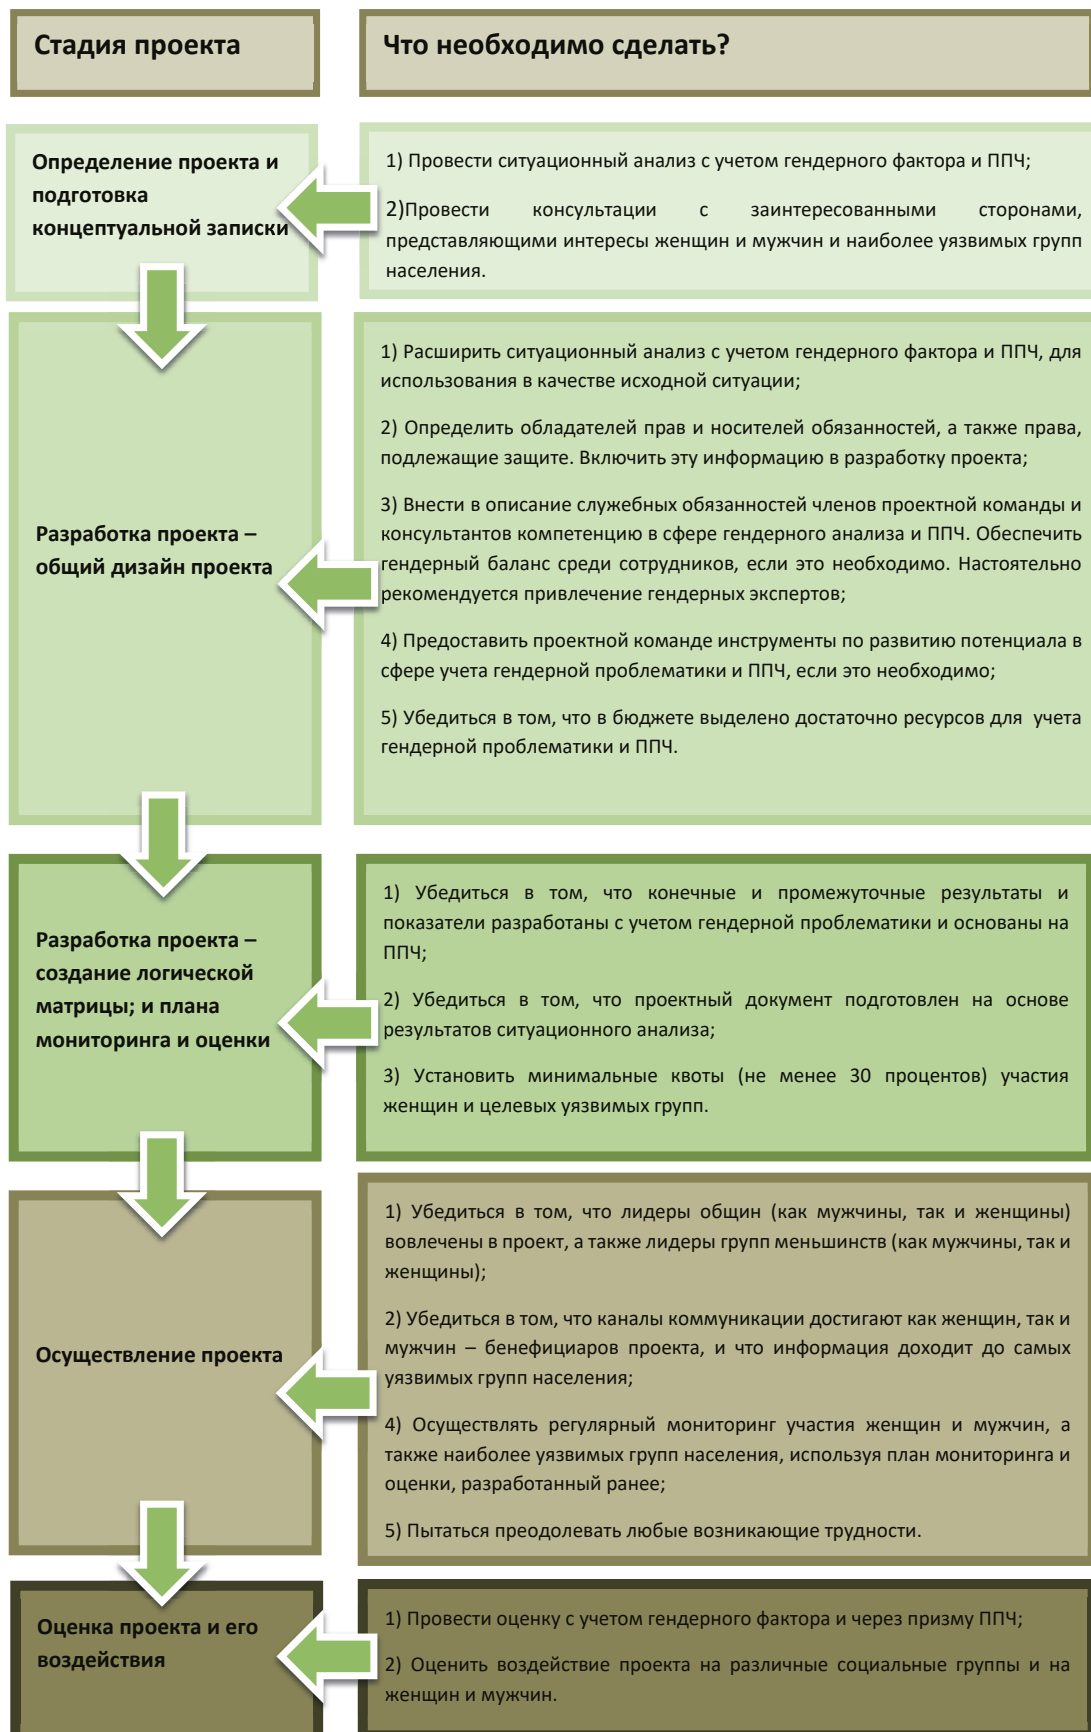 Стадия проекта
Что необходимо сделать?
Определение проекта и
подготовка
концептуальной записки
1) Провести ситуационный анализ с учетом гендерного фактора и ППЧ;
2)Провести консультации с заинтересованными сторонами,
представляющими интересы женщин и мужчин и наиболее уязвимых групп
населения.
Разработка проекта –
общий дизайн проекта
1) Расширить ситуационный анализ с учетом гендерного фактора и ППЧ, для
использования в качестве исходной ситуации;
2) Определить обладателей прав и носителей обязанностей, а также права,
подлежащие защите. Включить эту информацию в разработку проекта;
3) Внести в описание служебных обязанностей членов проектной команды и
консультантов компетенцию в сфере гендерного анализа и ППЧ. Обеспечить
гендерный баланс среди сотрудников, если это необходимо. Настоятельно
рекомендуется привлечение гендерных экспертов;
4) Предоставить проектной команде инструменты по развитию потенциала в
сфере учета гендерной проблематики и ППЧ, если это необходимо;
5) Убедиться в том, что в бюджете выделено достаточно ресурсов для учета
гендерной проблематики и ППЧ.
Разработка проекта –
создание логической
матрицы; и плана
мониторинга и оценки
1) Убедиться в том, что конечные и промежуточные результаты и
показатели разработаны с учетом гендерной проблематики и основаны на
ППЧ;
2) Убедиться в том, что проектный документ подготовлен на основе
результатов ситуационного анализа;
3) Установить минимальные квоты (не менее 30 процентов) участия
женщин и целевых уязвимых групп.
Осуществление проекта
1) Убедиться в том, что лидеры общин (как мужчины, так и женщины)
вовлечены в проект, а также лидеры групп меньшинств (как мужчины, так и
женщины);
2) Убедиться в том, что каналы коммуникации достигают как женщин, так и
мужчин – бенефициаров проекта, и что информация доходит до самых
уязвимых групп населения;
4) Осуществлять регулярный мониторинг участия женщин и мужчин, а
также наиболее уязвимых групп населения, используя план мониторинга и
оценки, разработанный ранее;
5) Пытаться преодолевать любые возникающие трудности.
Оценка проекта и его
воздействия
1) Провести оценку с учетом гендерного фактора и через призму ППЧ;
2) Оценить воздействие проекта на различные социальные группы и на
женщин и мужчин.